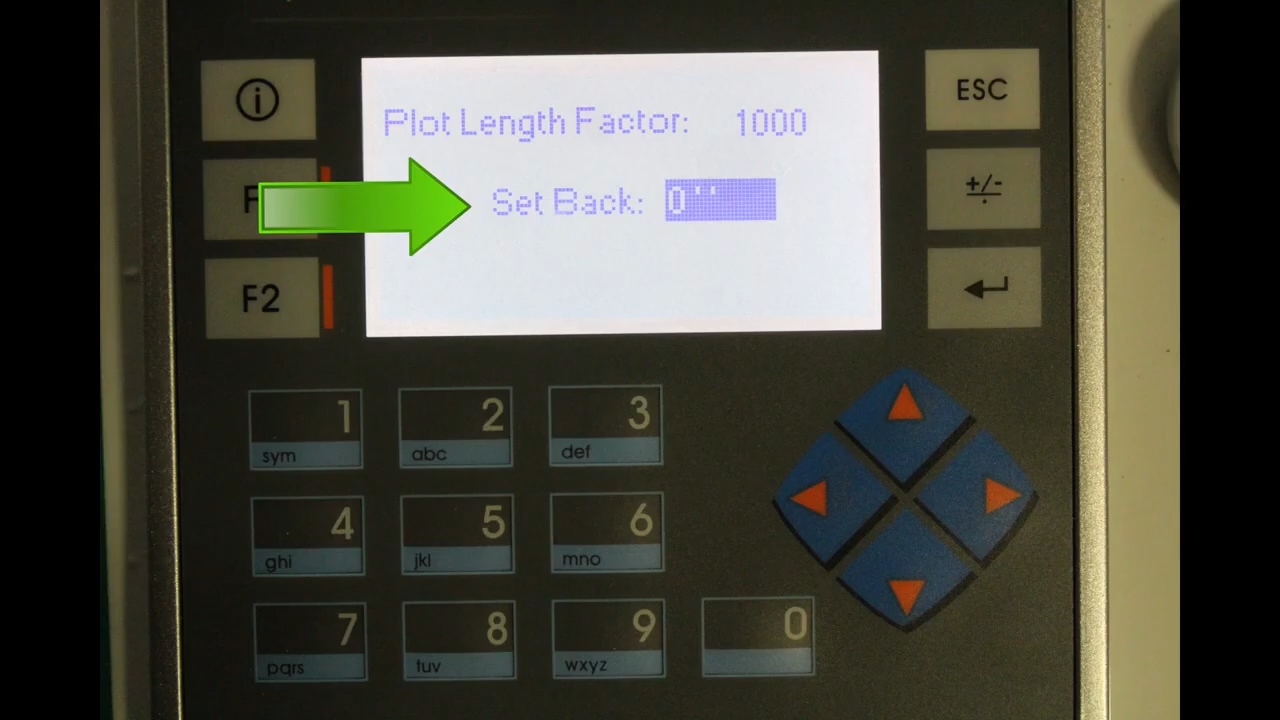 Plot Length Factor: 1000
Set Back: 0"
ESC
+/-
.
F2
1
sym
2
abc
3
def
4
ghi
5
jkl
6
mno
7
pqrs
8
tuv
9
wxyz
0